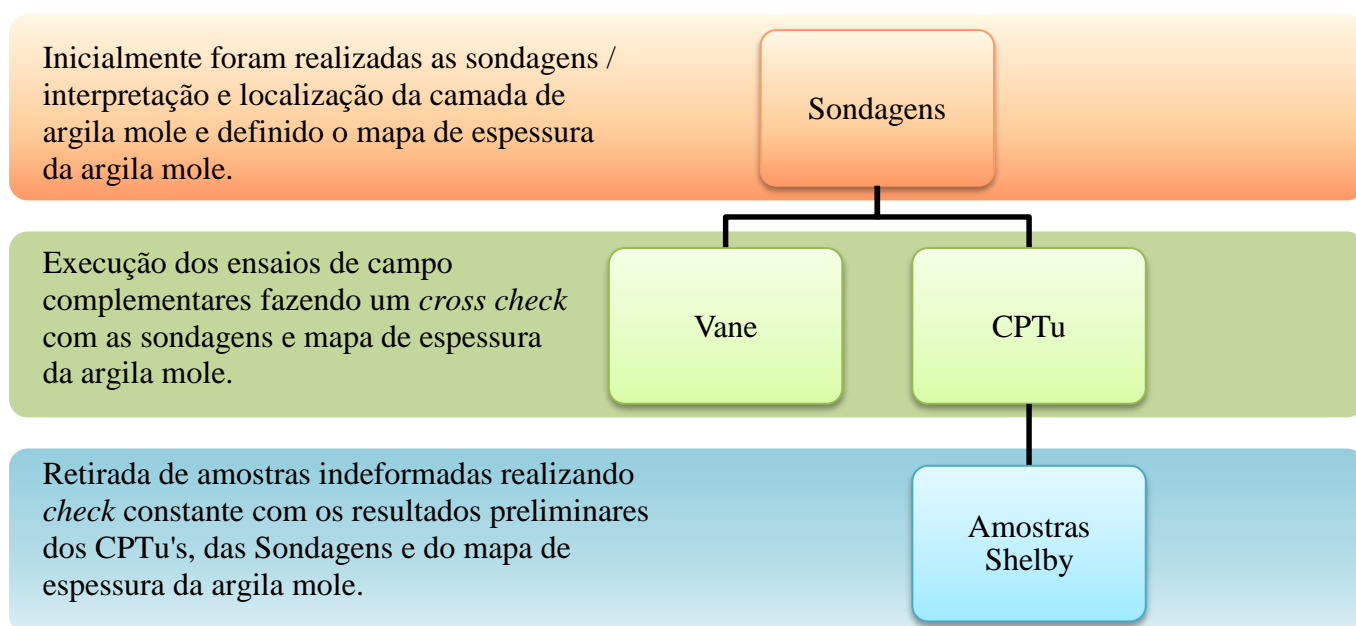 Inicialmente foram realizadas as sondagens /
interpretação e localização da camada de
argila mole e definido o mapa de espessura
da argila mole.
Sondagens
Execução dos ensaios de campo
complementares fazendo um cross check
com as sondagens e mapa de espessura
da argila mole.
Vane
CPTu
Retirada de amostras indeformadas realizando
check constante com os resultados preliminares
dos CPTu's, das Sondagens e do mapa de
espessura da argila mole.
Amostras
Shelby